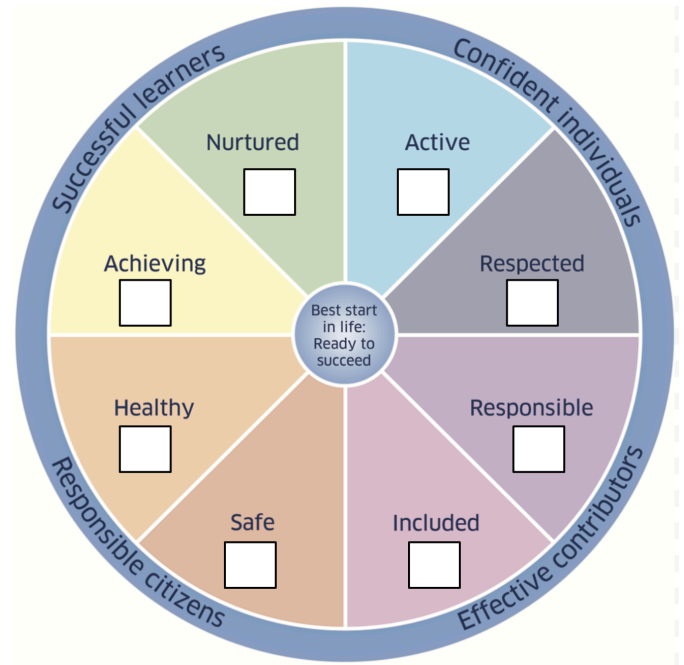 Successful learners
Confident individuals
Nurtured
Active
Achieving
Respected
Best start
in life:
Ready to
succeed
Healthy
Responsible
Safe
Included
Responsible citizens
Effective contributors